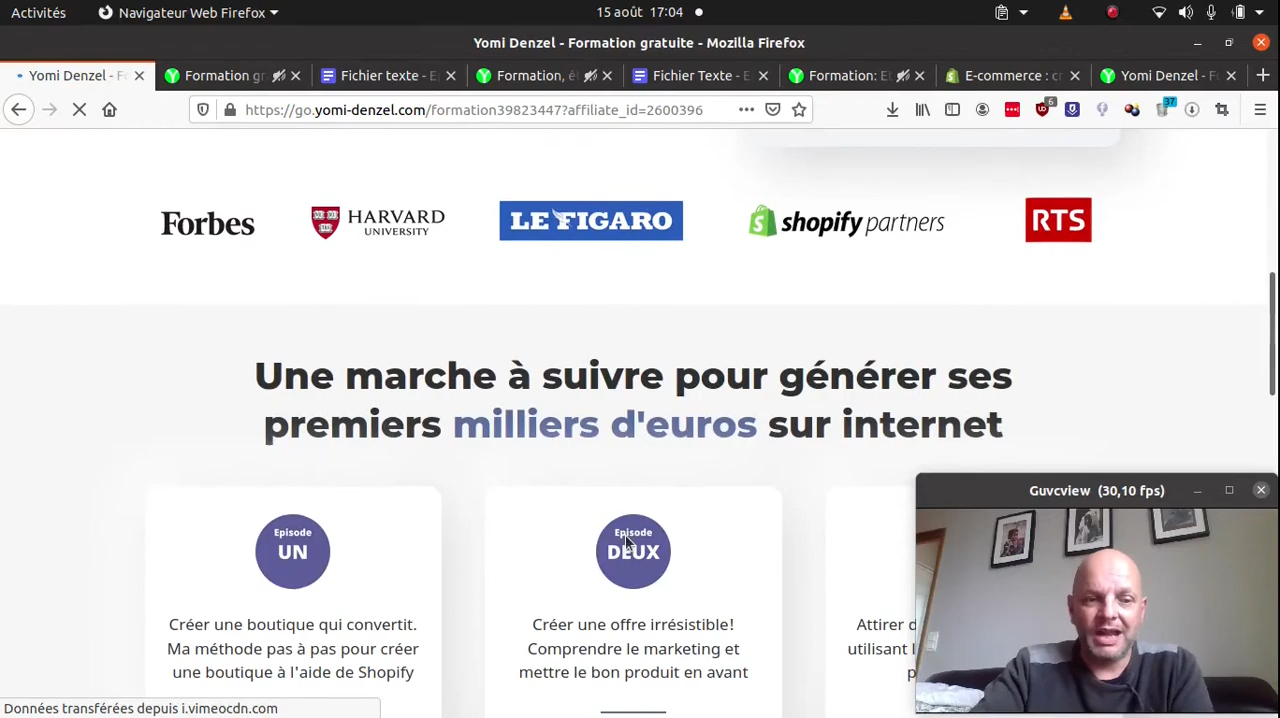 Activités
Navigateur Web Firefox
15 août 17:04
Yomi Denzel - Formation gratuite - Mozilla Firefox
Yomi Denzel - F
Formation gr
Fichier texte - E
Formation, é
Fichier Texte - E
Formation: E
E-commerce : c
Yomi Denzel - F
https://go.yomi-denzel.com/formation39823447?affiliate_id=2600396
6
37
Forbes
HARVARD UNIVERSITY
LE FIGARO
shopify partners
RTS
Une marche à suivre pour générer ses
premiers milliers d'euros sur internet
Episode
UN
Créer une boutique qui convertit.
Ma méthode pas à pas pour créer
une boutique à l'aide de Shopify
Episode
DEUX
Créer une offre irrésistible!
Comprendre le marketing et
mettre le bon produit en avant
Attirer d
utilisant l
p
Guvcview (30,10 fps)
Données transférées depuis i.vimeocdn.com